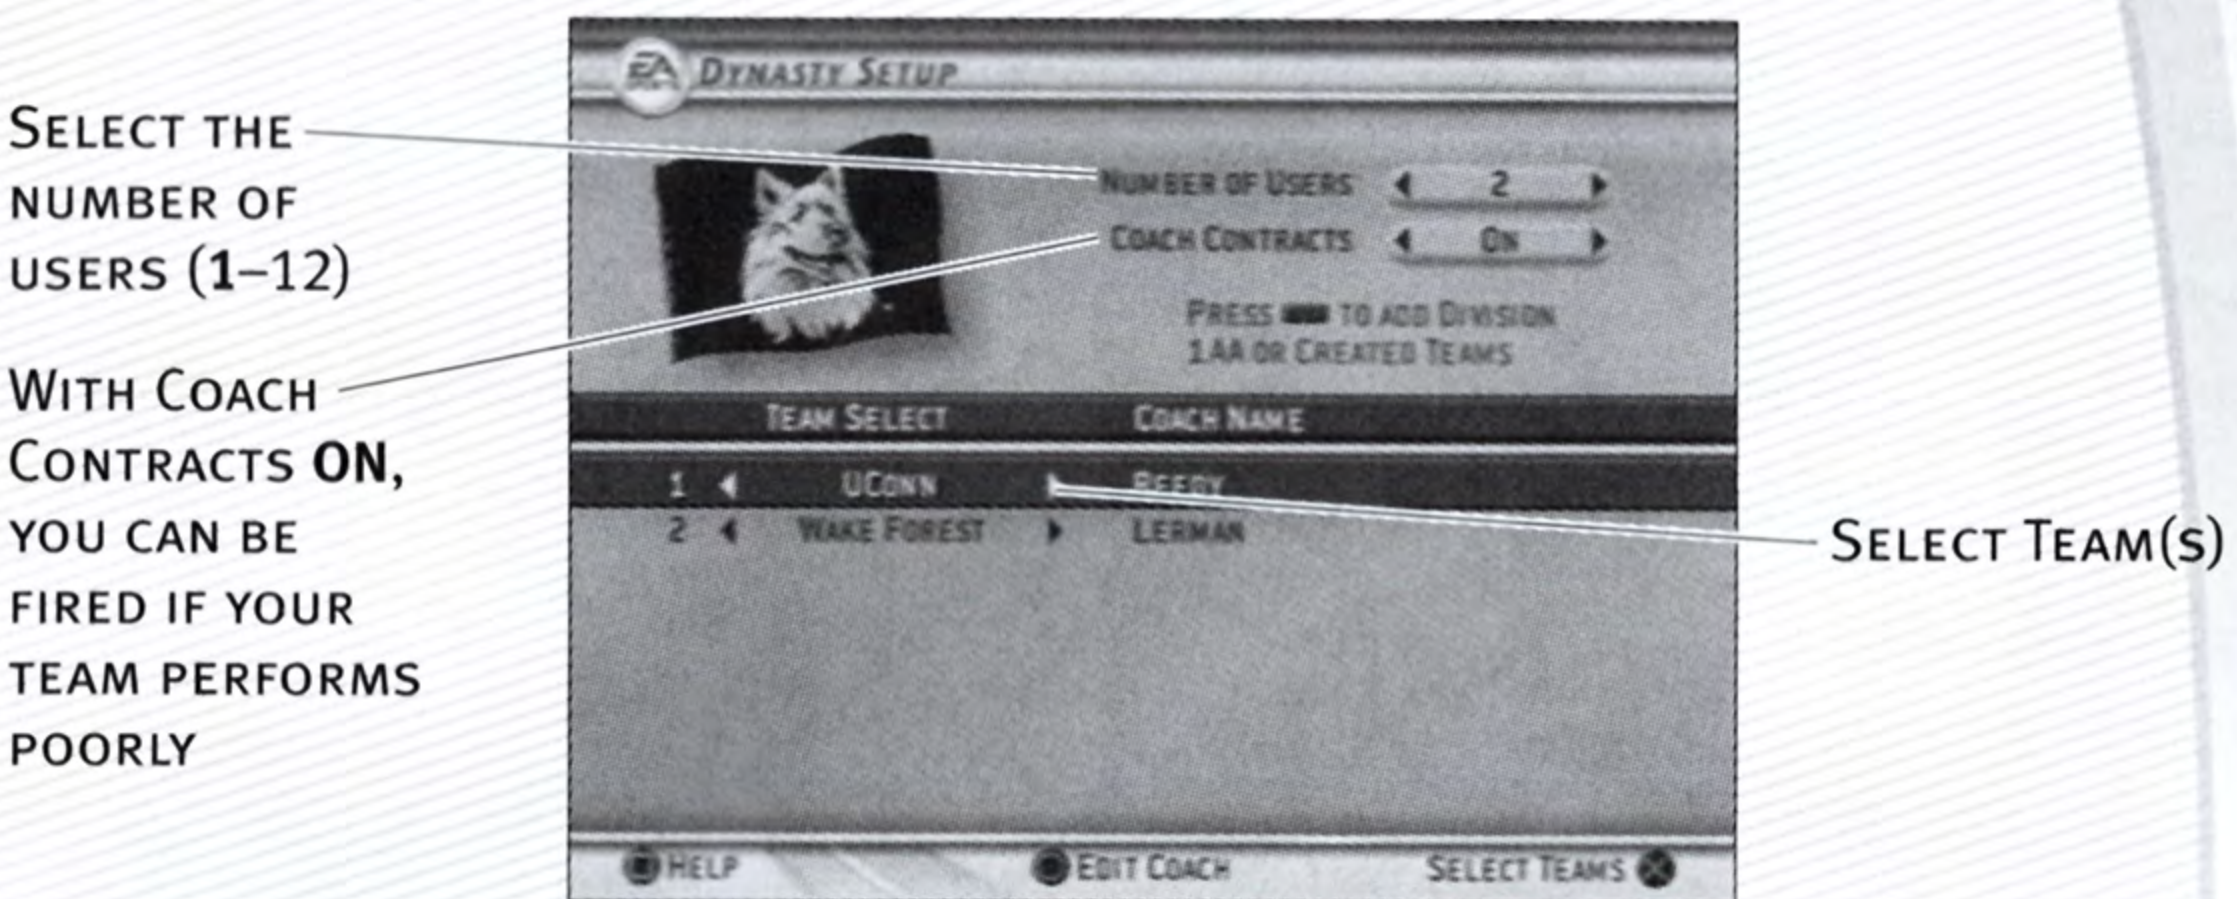 SELECT THE
NUMBER OF
USERS (1–12)
WITH COACH
CONTRACTS ON,
YOU CAN BE
FIRED IF YOUR
TEAM PERFORMS
POORLY
EA DYNASTY SETUP
NUMBER OF USERS 2
COACH CONTRACTS ON
PRESS TO ADD DIVISION
1AA OR CREATED TEAMS
TEAM SELECT COACH NAME
1 UCONN
2 WAKE FOREST LERMAN
SELECT TEAM(S)
HELP EDIT COACH SELECT TEAMS